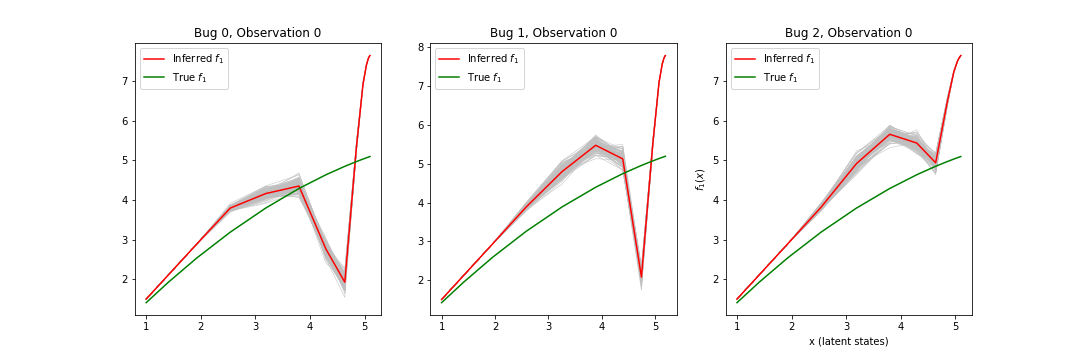 Bug 0, Observation 0
Inferred f₁
True f₁
7
6
5
4
3
2
1 2 3 4 5
Bug 1, Observation 0
Inferred f₁
True f₁
8
7
6
5
4
3
2
1 2 3 4 5
Bug 2, Observation 0
Inferred f₁
True f₁
f₁(x)
7
6
5
4
3
2
1 2 3 4 5
x (latent states)